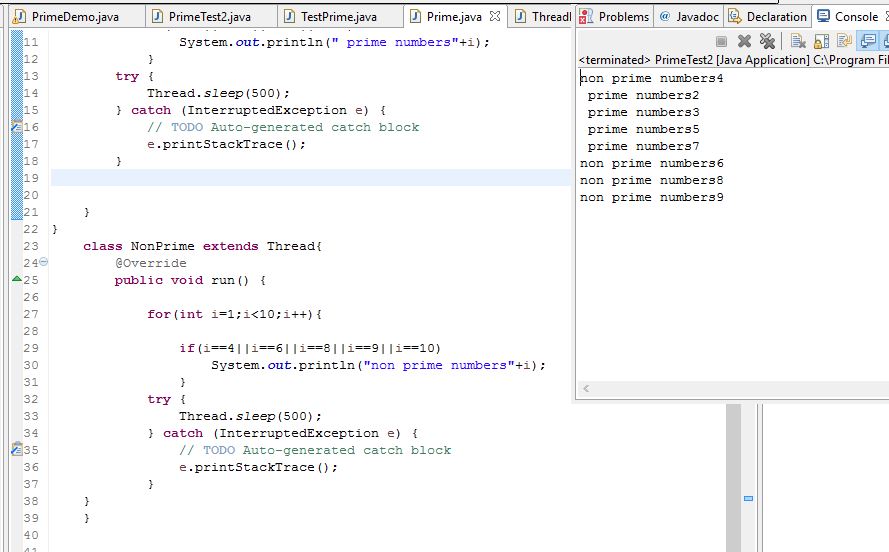 PrimeDemo.java PrimeTest2.java TestPrime.java Prime.java
11 System.out.println(" prime numbers"+i);
12 }
13 try {
14 Thread.sleep(500);
15 } catch (InterruptedException e) {
16 // TODO Auto-generated catch block
17 e.printStackTrace();
18 }
19
20
21 }
22 }
23 class NonPrime extends Thread{
24 @Override
25 public void run() {
26
27 for(int i=1;i<10;i++){
28
29 if(i==4||i==6||i==8||i==9||i==10)
30 System.out.println("non prime numbers"+i);
31 }
32 try {
33 Thread.sleep(500);
34 } catch (InterruptedException e) {
35 // TODO Auto-generated catch block
36 e.printStackTrace();
37 }
38 }
39 }
40
Problems @ Javadoc Declaration Console
<terminated> PrimeTest2 [Java Application] C:\Program Fil
non prime numbers4
prime numbers2
prime numbers3
prime numbers5
prime numbers7
non prime numbers6
non prime numbers8
non prime numbers9